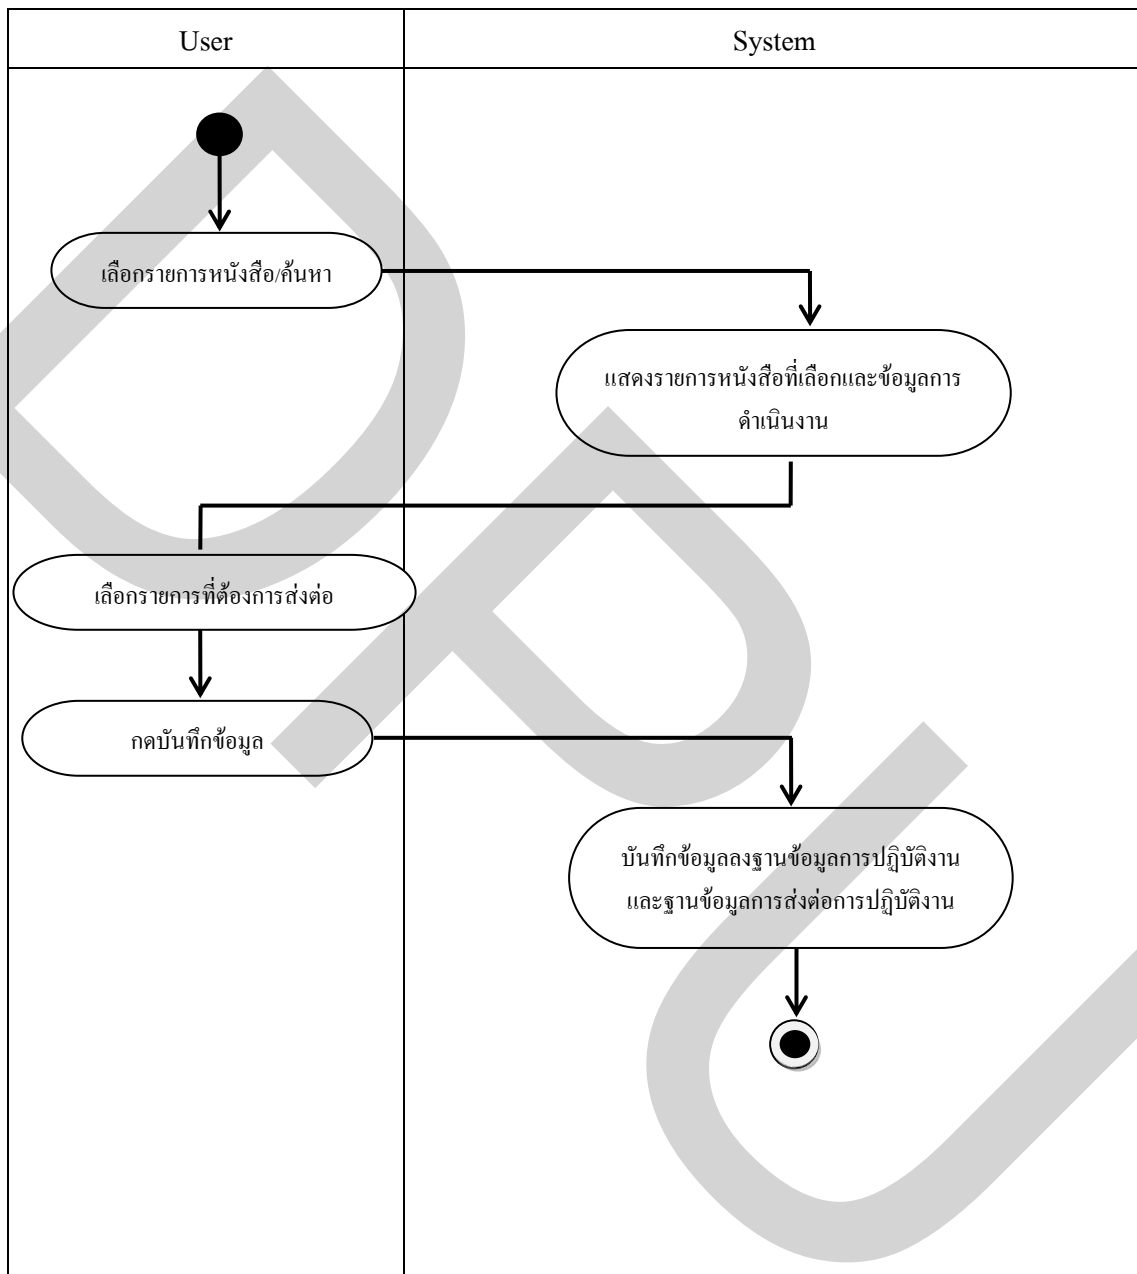 User
System
เลือกรายการหนังสือ/ค้นหา
แสดงรายการหนังสือที่เลือกและข้อมูลการ
ดำเนินงาน
เลือกรายการที่ต้องการส่งต่อ
กดบันทึกข้อมูล
บันทึกข้อมูลลงฐานข้อมูลการปฏิบัติงาน
และฐานข้อมูลการส่งต่อการปฏิบัติงาน
DPU